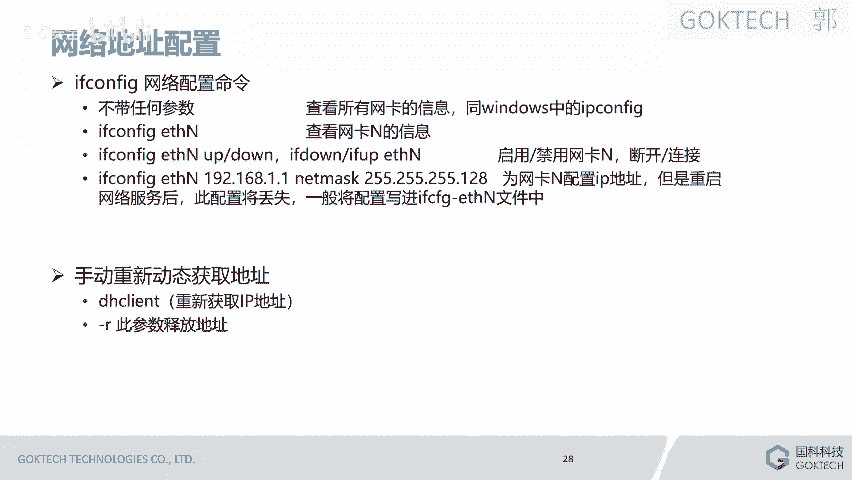 GOKTECH 郭
网络地址配置
➢ ifconfig 网络配置命令
• 不带任何参数 查看所有网卡的信息，同windows中的ipconfig
• ifconfig ethN 查看网卡N的信息
• ifconfig ethN up/down，ifdown/ifup ethN 启用/禁用网卡N，断开/连接
• ifconfig ethN 192.168.1.1 netmask 255.255.255.128 为网卡N配置ip地址，但是重启
网络服务后，此配置将丢失，一般将配置写进ifcfg-ethN文件中
➢ 手动重新动态获取地址
• dhclient（重新获取IP地址）
• -r 此参数释放地址
GOKTECH TECHNOLOGIES CO., LTD.
28
国科科技
GOKTECH